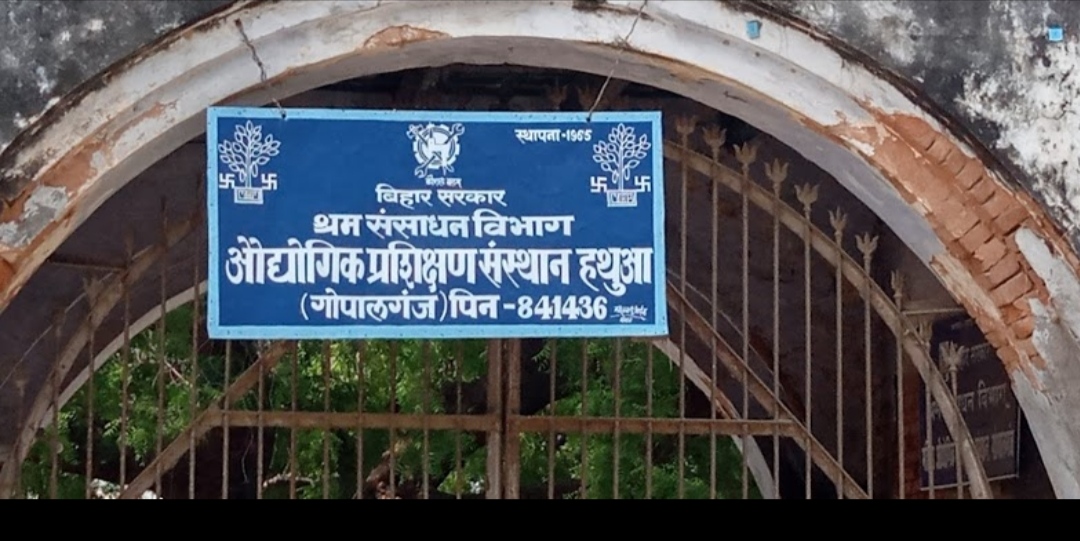 स्थापना-1965
बिहार सरकार
श्रम संसाधन विभाग
औद्योगिक प्रशिक्षण संस्थान हथुआ
(गोपालगंज) पिन -841436